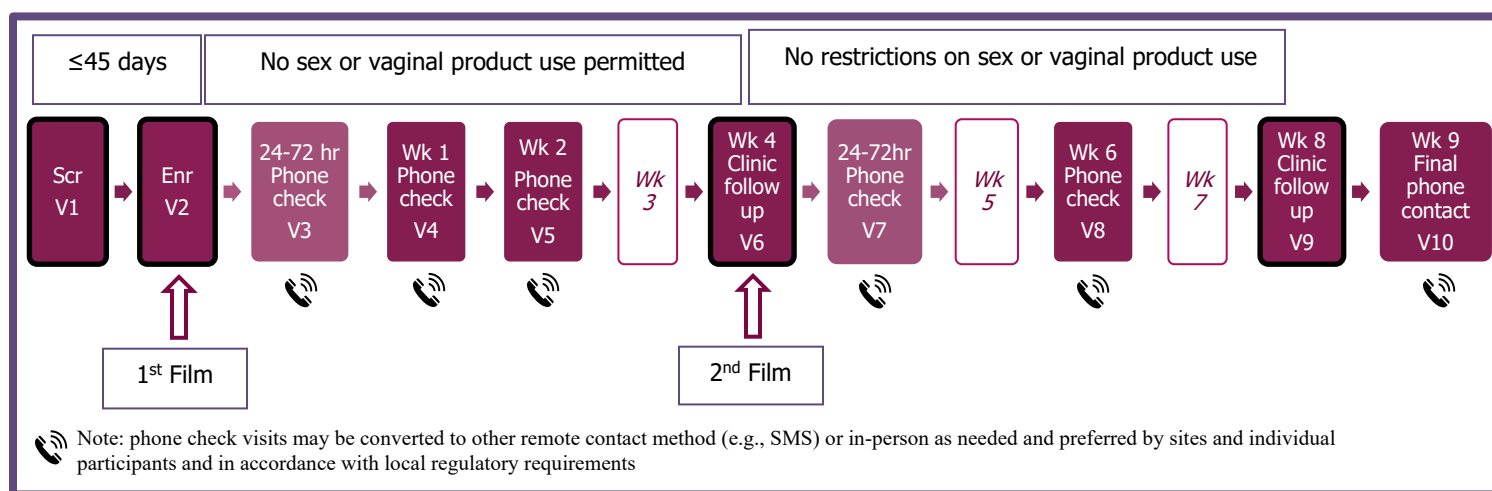 ≤45 days
No sex or vaginal product use permitted
No restrictions on sex or vaginal product use
Scr
V1
Enr
V2
24-72 hr
Phone
check
V3
Wk 1
Phone
check
V4
Wk 2
Phone
check
V5
Wk
3
Wk 4
Clinic
follow
up
V6
24-72hr
Phone
check
V7
Wk
5
Wk 6
Phone
check
V8
Wk
7
Wk 8
Clinic
follow
up
V9
Wk 9
Final
phone
contact
V10
1st Film
2nd Film
Note: phone check visits may be converted to other remote contact method (e.g., SMS) or in-person as needed and preferred by sites and individual
participants and in accordance with local regulatory requirements